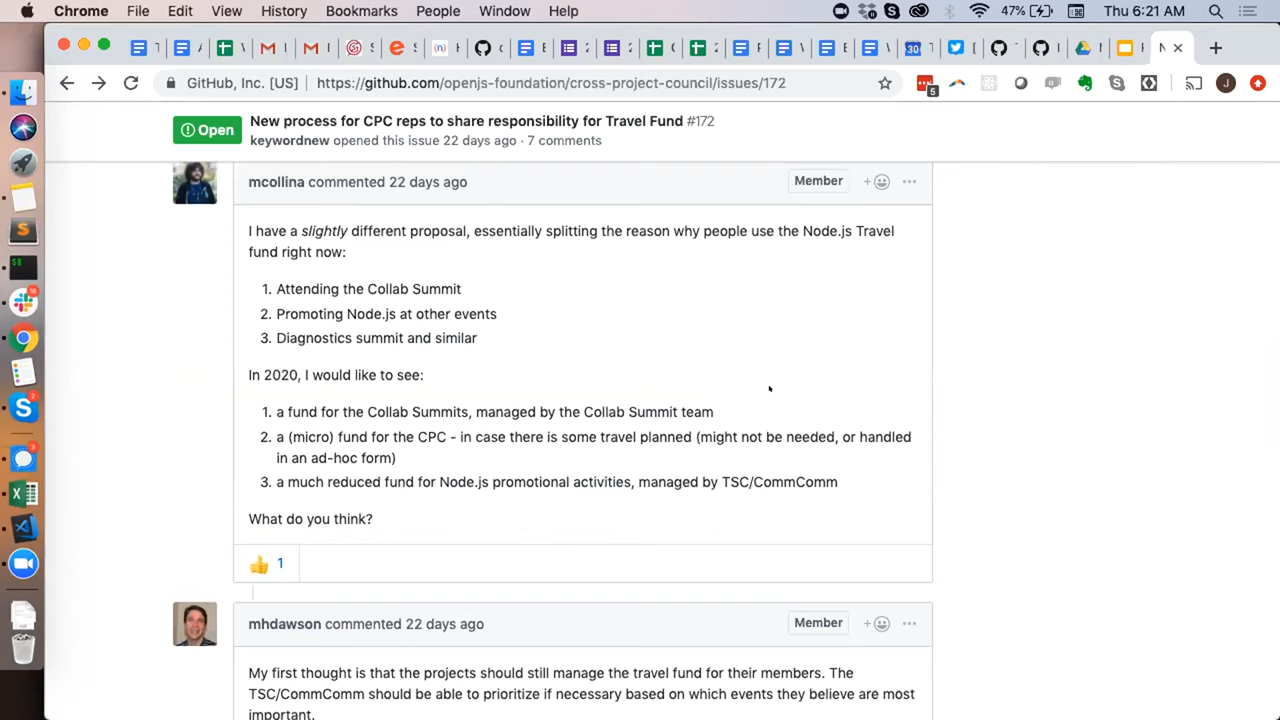 Chrome File Edit View History Bookmarks People Window Help 47% Thu 6:21 AM
GitHub, Inc. [US] | https://github.com/openjs-foundation/cross-project-council/issues/172
Open
New process for CPC reps to share responsibility for Travel Fund #172
keywordnew opened this issue 22 days ago · 7 comments
mcollina commented 22 days ago Member
I have a slightly different proposal, essentially splitting the reason why people use the Node.js Travel
fund right now:
1. Attending the Collab Summit
2. Promoting Node.js at other events
3. Diagnostics summit and similar
In 2020, I would like to see:
1. a fund for the Collab Summits, managed by the Collab Summit team
2. a (micro) fund for the CPC - in case there is some travel planned (might not be needed, or handled
in an ad-hoc form)
3. a much reduced fund for Node.js promotional activities, managed by TSC/CommComm
What do you think?
1
mhdawson commented 22 days ago Member
My first thought is that the projects should still manage the travel fund for their members. The
TSC/CommComm should be able to prioritize if necessary based on which events they believe are most
important.